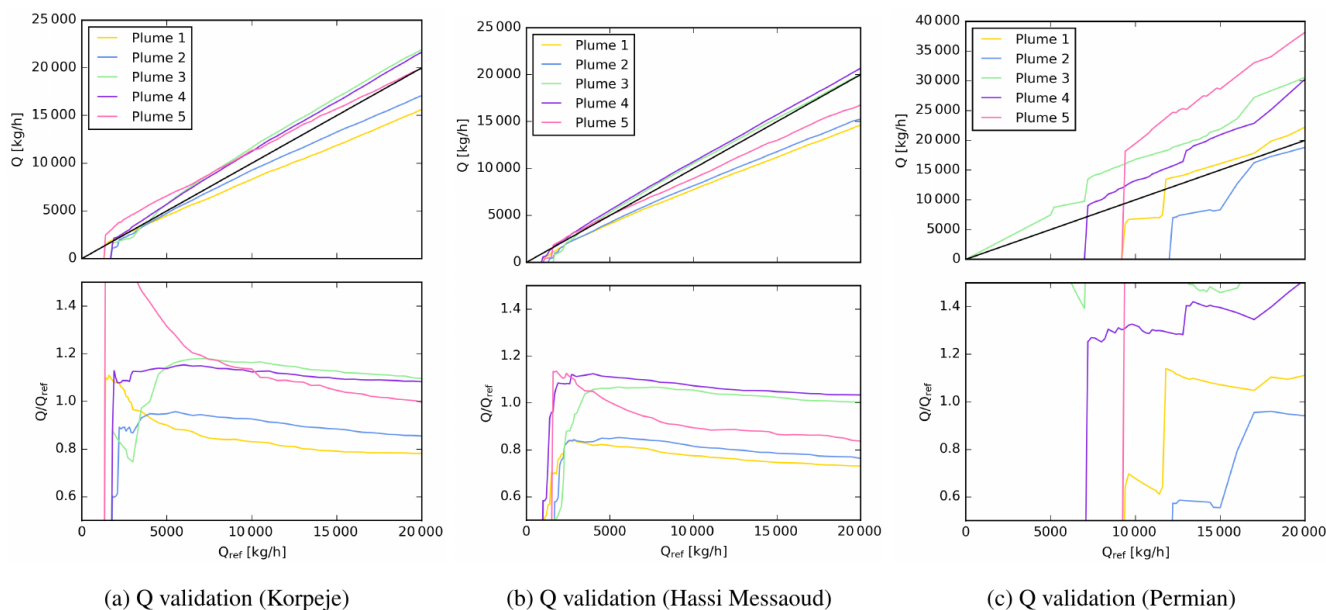 25 000
20 000
15 000
10 000
5000
0
Q [kg/h]
Plume 1
Plume 2
Plume 3
Plume 4
Plume 5
1.4
1.2
1.0
0.8
0.6
Q/Qref
0
5000
10 000
15 000
20 000
Qref [kg/h]
(a) Q validation (Korpeje)
25 000
20 000
15 000
10 000
5000
0
Q [kg/h]
Plume 1
Plume 2
Plume 3
Plume 4
Plume 5
1.4
1.2
1.0
0.8
0.6
Q/Qref
0
5000
10 000
15 000
20 000
Qref [kg/h]
(b) Q validation (Hassi Messaoud)
40 000
35 000
30 000
25 000
20 000
15 000
10 000
5000
0
Q [kg/h]
Plume 1
Plume 2
Plume 3
Plume 4
Plume 5
1.4
1.2
1.0
0.8
0.6
Q/Qref
0
5000
10 000
15 000
20 000
Qref [kg/h]
(c) Q validation (Permian)